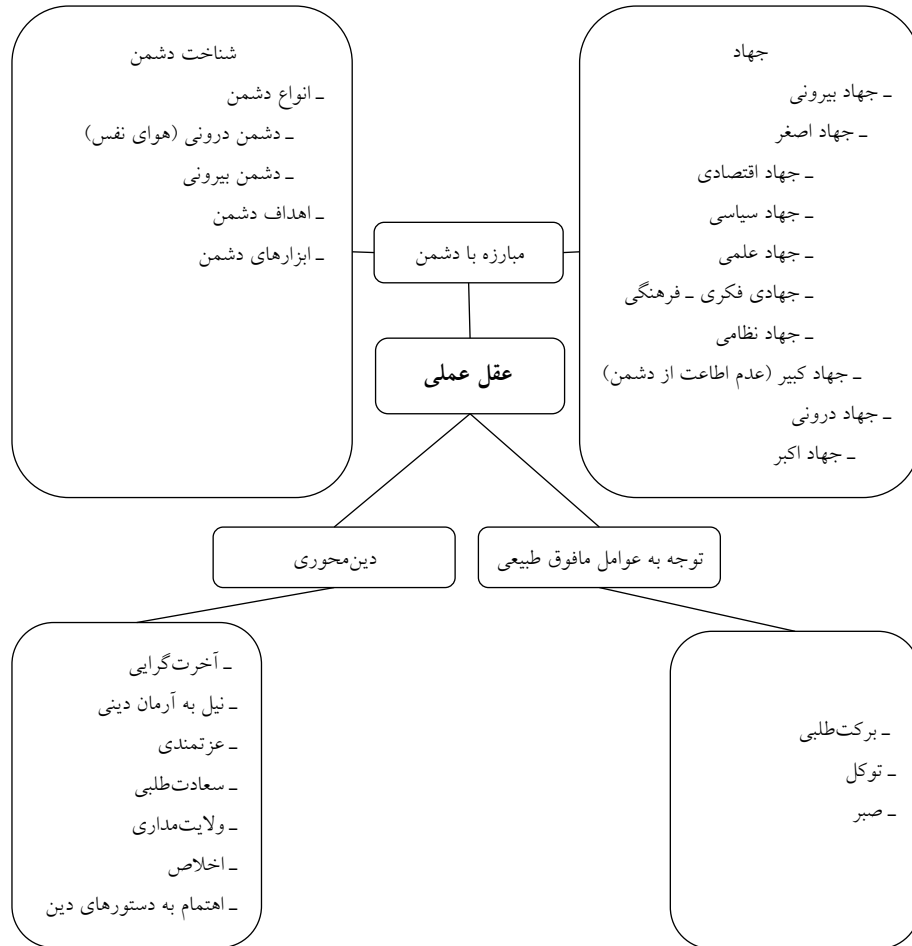 جهاد
ـ جهاد بیرونی
ـ جهاد اصغر
ـ جهاد اقتصادی
ـ جهاد سیاسی
ـ جهاد علمی
ـ جهادی فکری ـ فرهنگی
ـ جهاد نظامی
ـ جهاد کبیر (عدم اطاعت از دشمن)
ـ جهاد درونی
ـ جهاد اکبر
شناخت دشمن
ـ انواع دشمن
ـ دشمن درونی (هوای نفس)
ـ دشمن بیرونی
ـ اهداف دشمن
ـ ابزارهای دشمن
مبارزه با دشمن
عقل عملی
توجه به عوامل مافوق طبیعی
دین‌محوری
ـ برکت‌طلبی
ـ توکل
ـ صبر
ـ آخرت‌گرایی
ـ نیل به آرمان دینی
ـ عزتمندی
ـ سعادت‌طلبی
ـ ولایت‌مداری
ـ اخلاص
ـ اهتمام به دستورهای دین